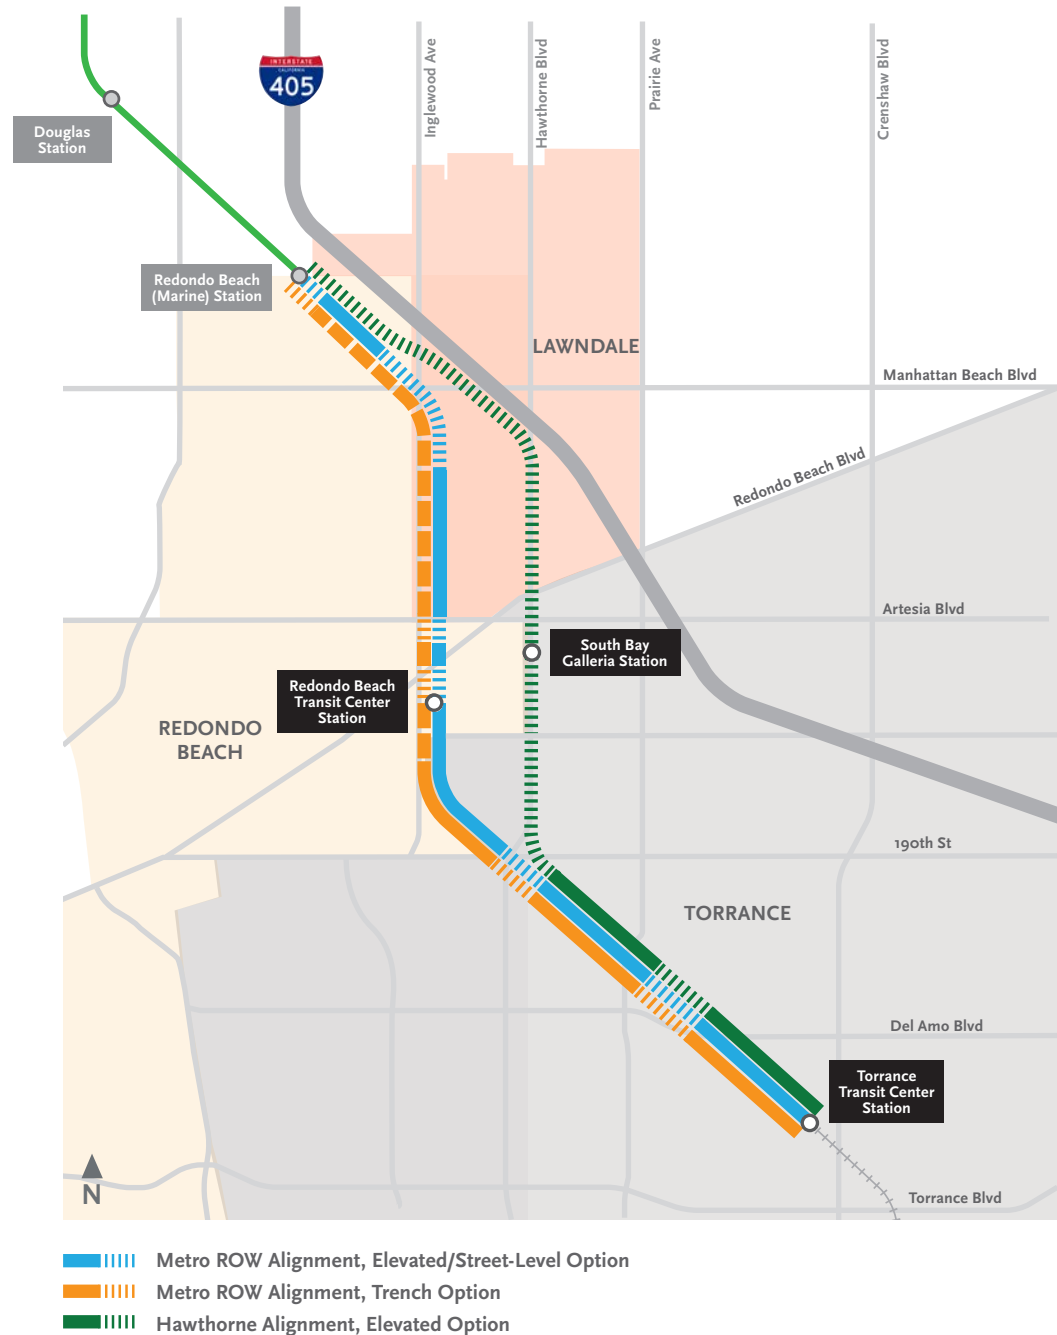 INTERSTATE
CALIFORNIA
405
Inglewood Ave
Hawthorne Blvd
Prairie Ave
Crenshaw Blvd
Douglas
Station
Redondo Beach
(Marine) Station
LAWNDALE
Manhattan Beach Blvd
Redondo Beach Blvd
Artesia Blvd
South Bay
Galleria Station
Redondo Beach
Transit Center
Station
REDONDO
BEACH
190th St
TORRANCE
Del Amo Blvd
Torrance
Transit Center
Station
N
Torrance Blvd
Metro ROW Alignment, Elevated/Street-Level Option
Metro ROW Alignment, Trench Option
Hawthorne Alignment, Elevated Option